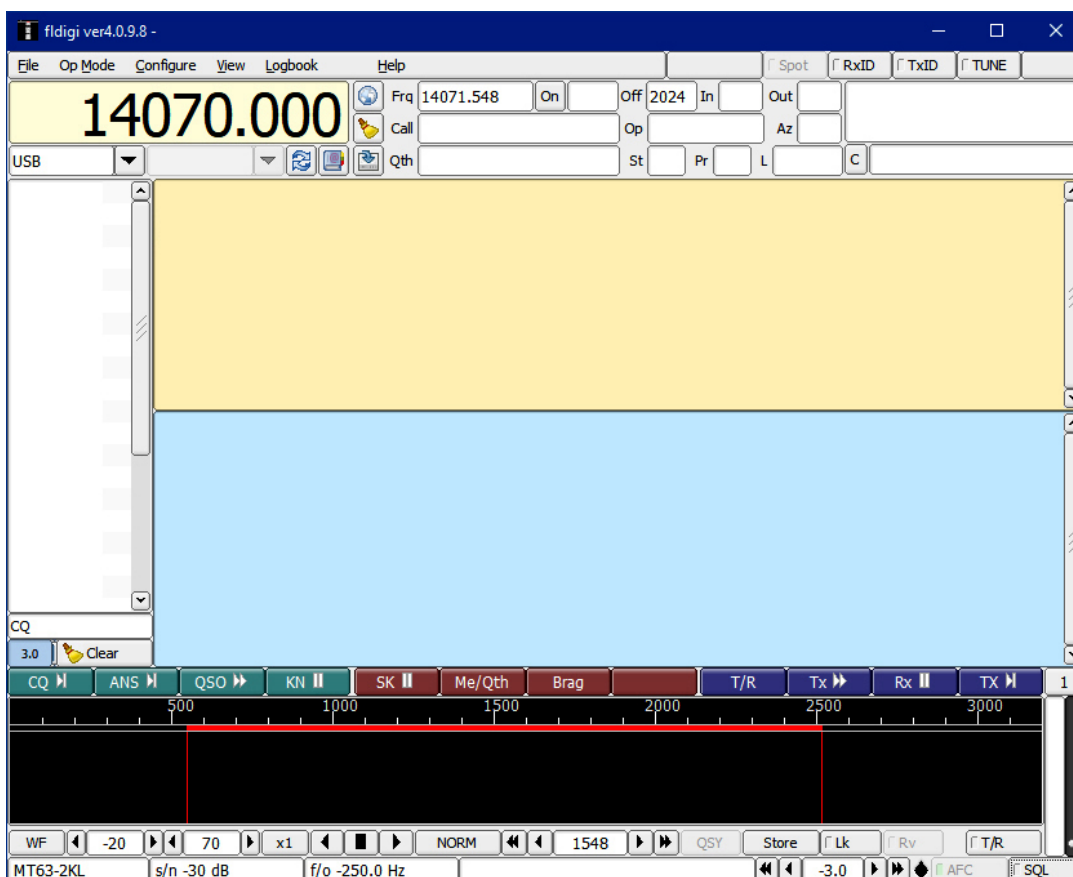 fldigi ver4.0.9.8 -
File Op Mode Configure View Logbook Help Spot RxID TxID TUNE
14070.000 Frq 14071.548 On Off 2024 In Out
Call Op Az
USB Qth St Pr L C
CQ
3.0 Clear
CQ ANS QSO KN SK Me/Qth Brag T/R Tx Rx TX 1
500 1000 1500 2000 2500 3000
WF -20 70 x1 NORM 1548 QSY Store Lk Rv T/R
MT63-2KL s/n -30 dB f/o -250.0 Hz -3.0 AFC SQL